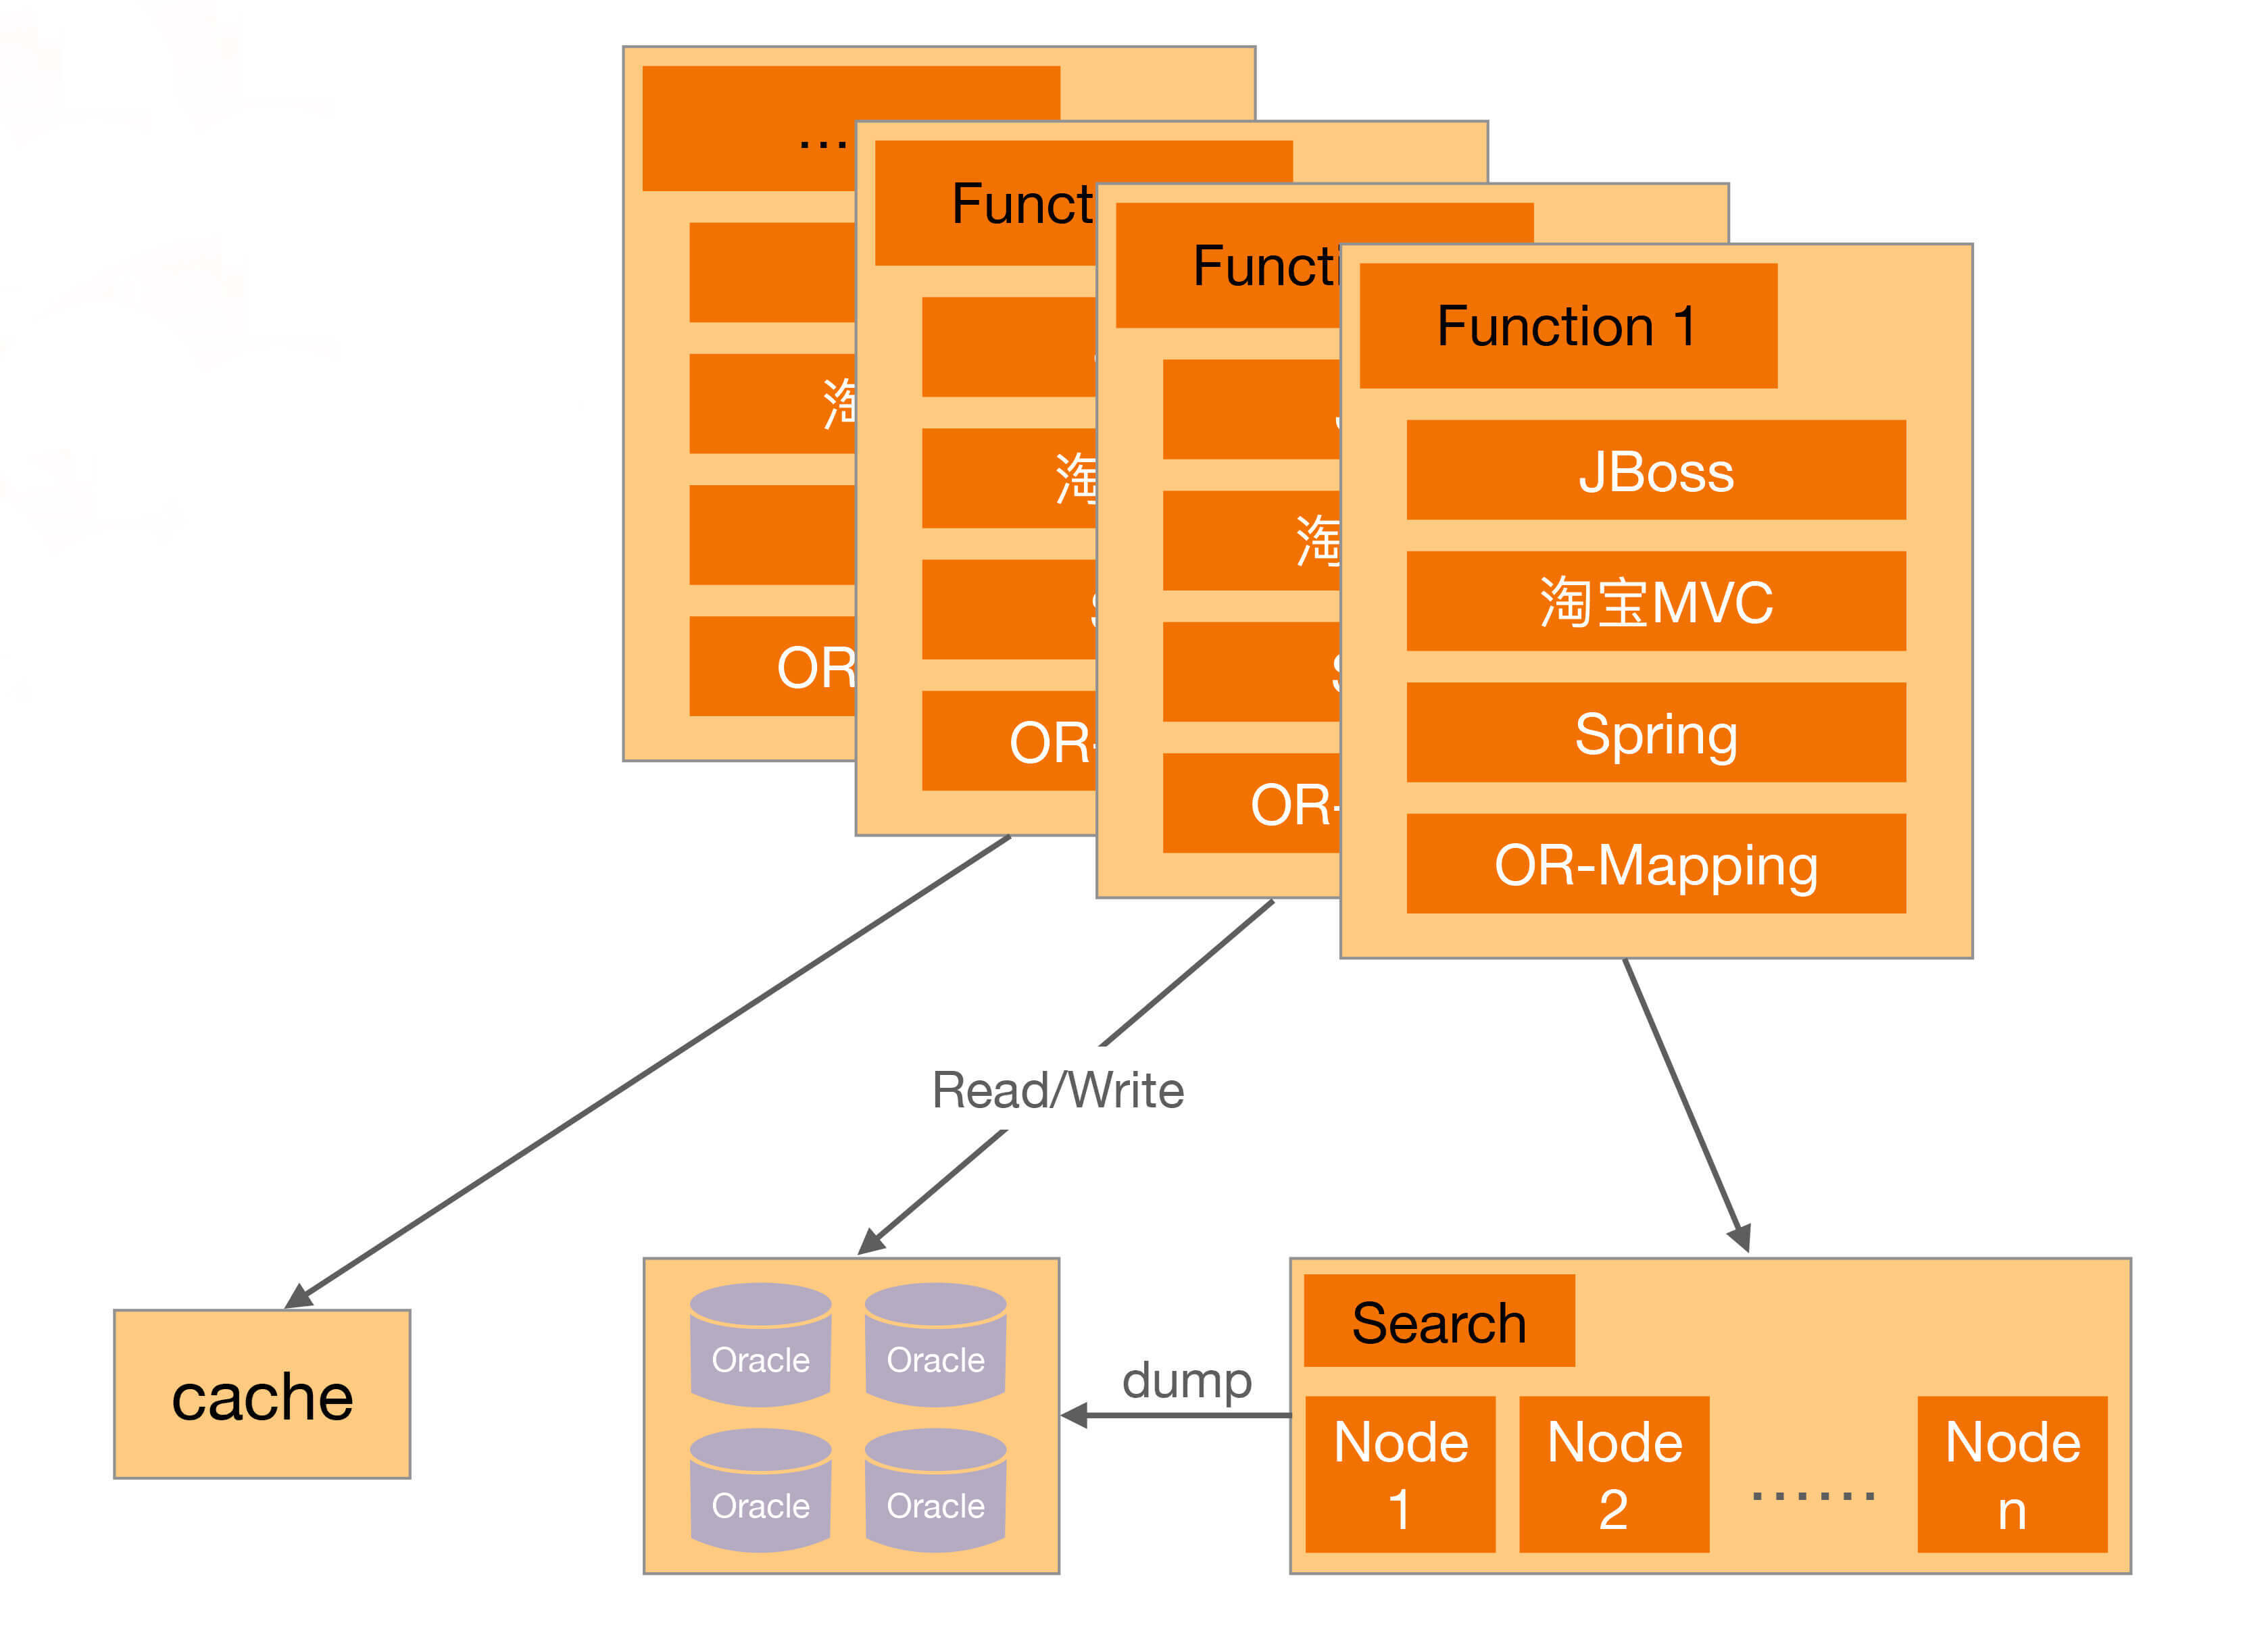 ...
Funct
Funct
Function 1
JBoss
淘宝MVC
Spring
OR-Mapping
淘
OR
淘
OR-
淘
OR-
Read/Write
cache
Oracle
Oracle
Oracle
Oracle
dump
Search
Node
1
Node
2
......
Node
n